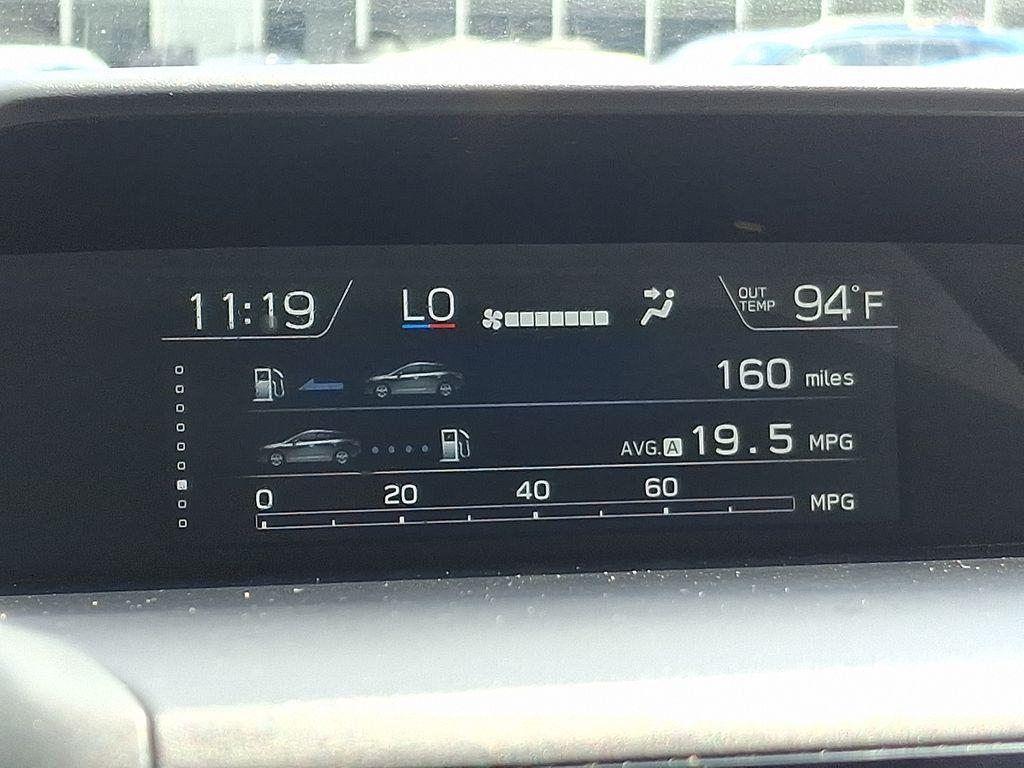 11:19 LO OUT TEMP 94°F
160 miles
AVG. A 19.5 MPG
0 20 40 60
MPG